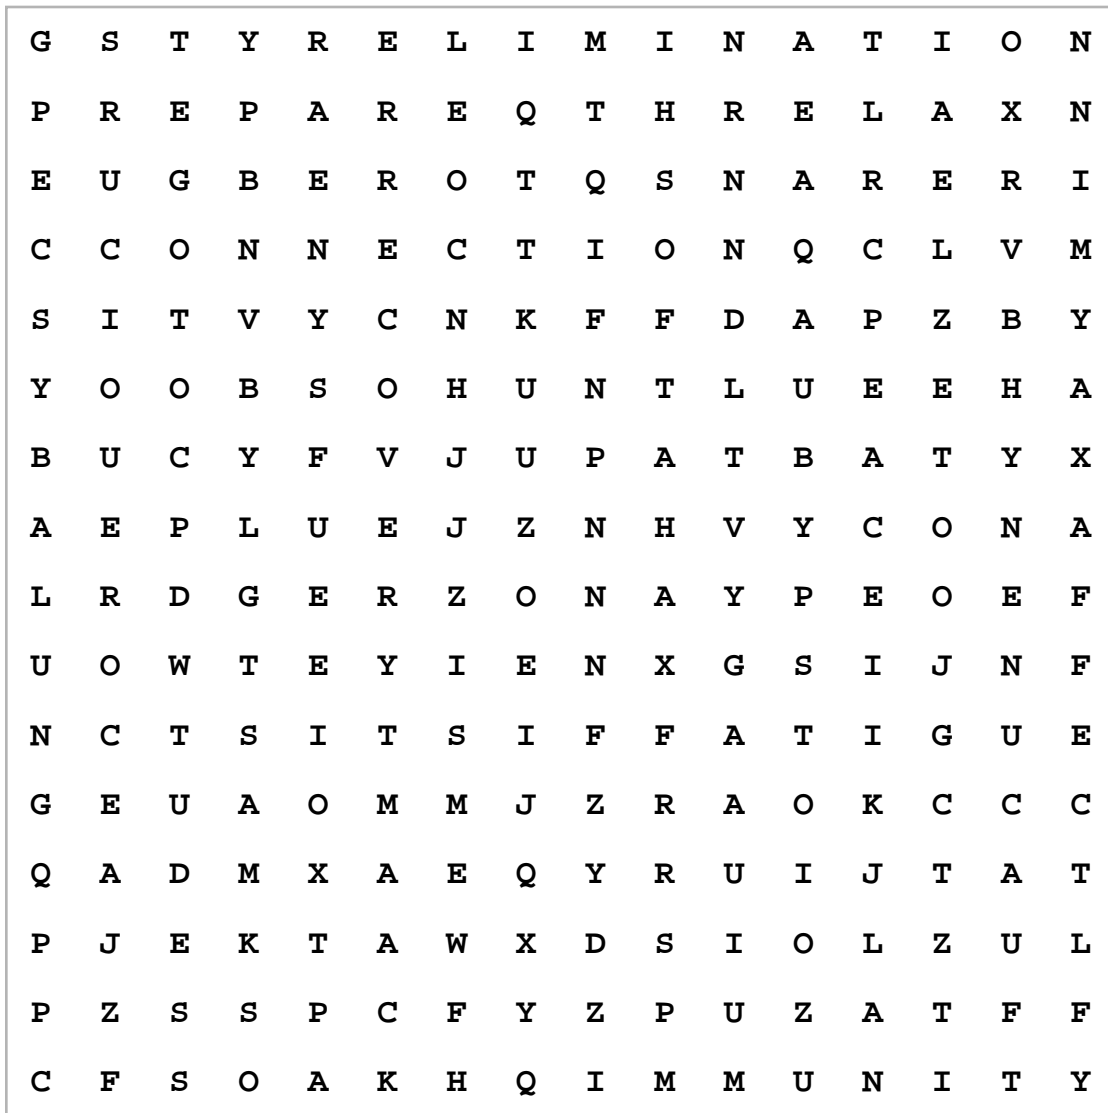 G S T Y R E L I M I N A T I O N
P R E P A R E Q T H R E L A X N
E U G B E R O T Q S N A R E R I
C C O N N E C T I O N Q C L V M
S I T V Y C N K F F D A P Z B Y
Y O O B S O H U N T L U E E H A
B U C Y F V J U P A T B A T Y X
A E P L U E J Z N H V Y C O N A
L R D G E R Z O N A Y P E O E F
U O W T E Y I E N X G S I J N F
N C T S I T S I F F A T I G U E
G E U A O M M J Z R A O K C C C
Q A D M X A E Q Y R U I J T A T
P J E K T A W X D S I O L Z U L
P Z S S P C F Y Z P U Z A T F F
C F S O A K H Q I M M U N I T Y